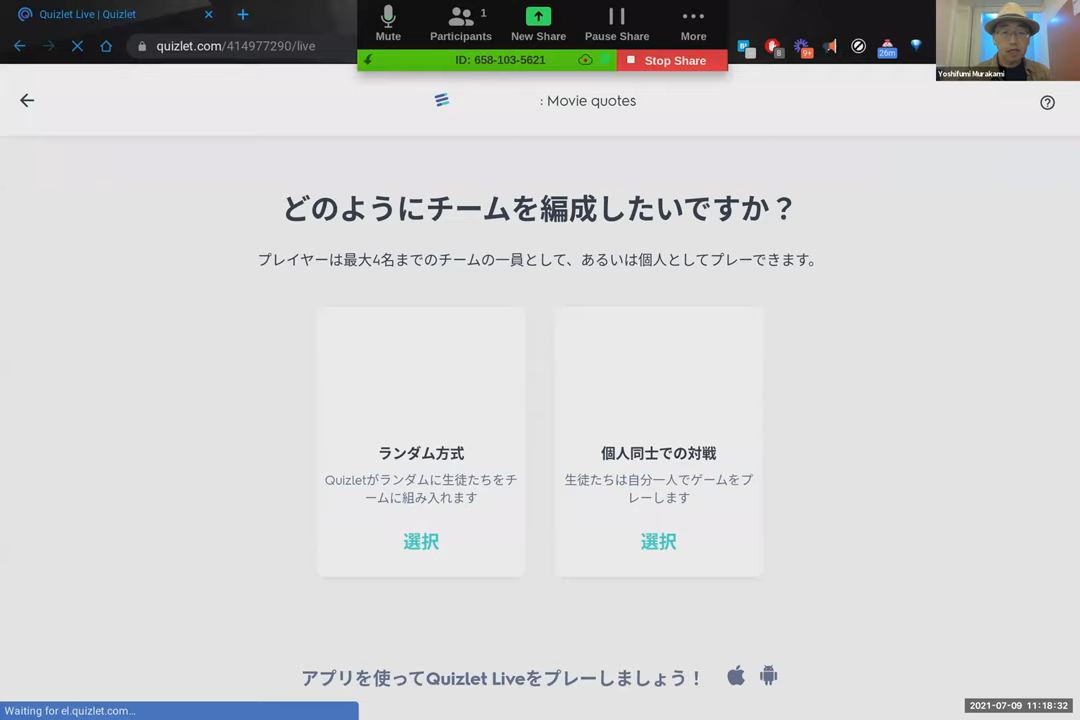 Quizlet Live | Quizlet
quizlet.com/414977290/live
Mute
Participants
1
New Share
Pause Share
More
ID: 658-103-5621
Stop Share
8
9+
26m
Yoshifumi Murakami
: Movie quotes
どのようにチームを編成したいですか？
プレイヤーは最大4名までのチームの一員として、あるいは個人としてプレーできます。
ランダム方式
Quizletがランダムに生徒たちをチ
ームに組み入れます
選択
個人同士での対戦
生徒たちは自分一人でゲームをプ
レーします
選択
アプリを使ってQuizlet Liveをプレーしましょう！
Waiting for el.quizlet.com…
2021-07-09 11:18:32